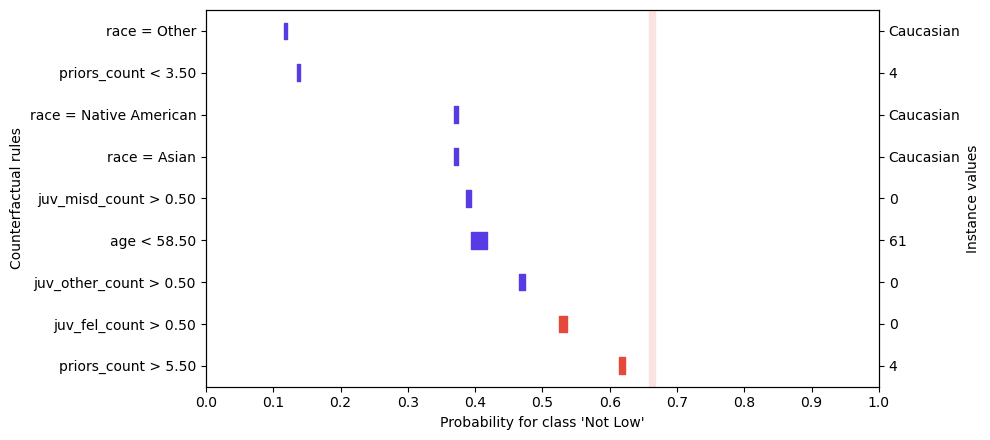 Counterfactual rules
race = Other
Caucasian
priors_count < 3.50
4
race = Native American
Caucasian
race = Asian
Caucasian
juv_misd_count > 0.50
0
age < 58.50
61
juv_other_count > 0.50
0
juv_fel_count > 0.50
0
priors_count > 5.50
4
Instance values
0.0 0.1 0.2 0.3 0.4 0.5 0.6 0.7 0.8 0.9 1.0
Probability for class 'Not Low'